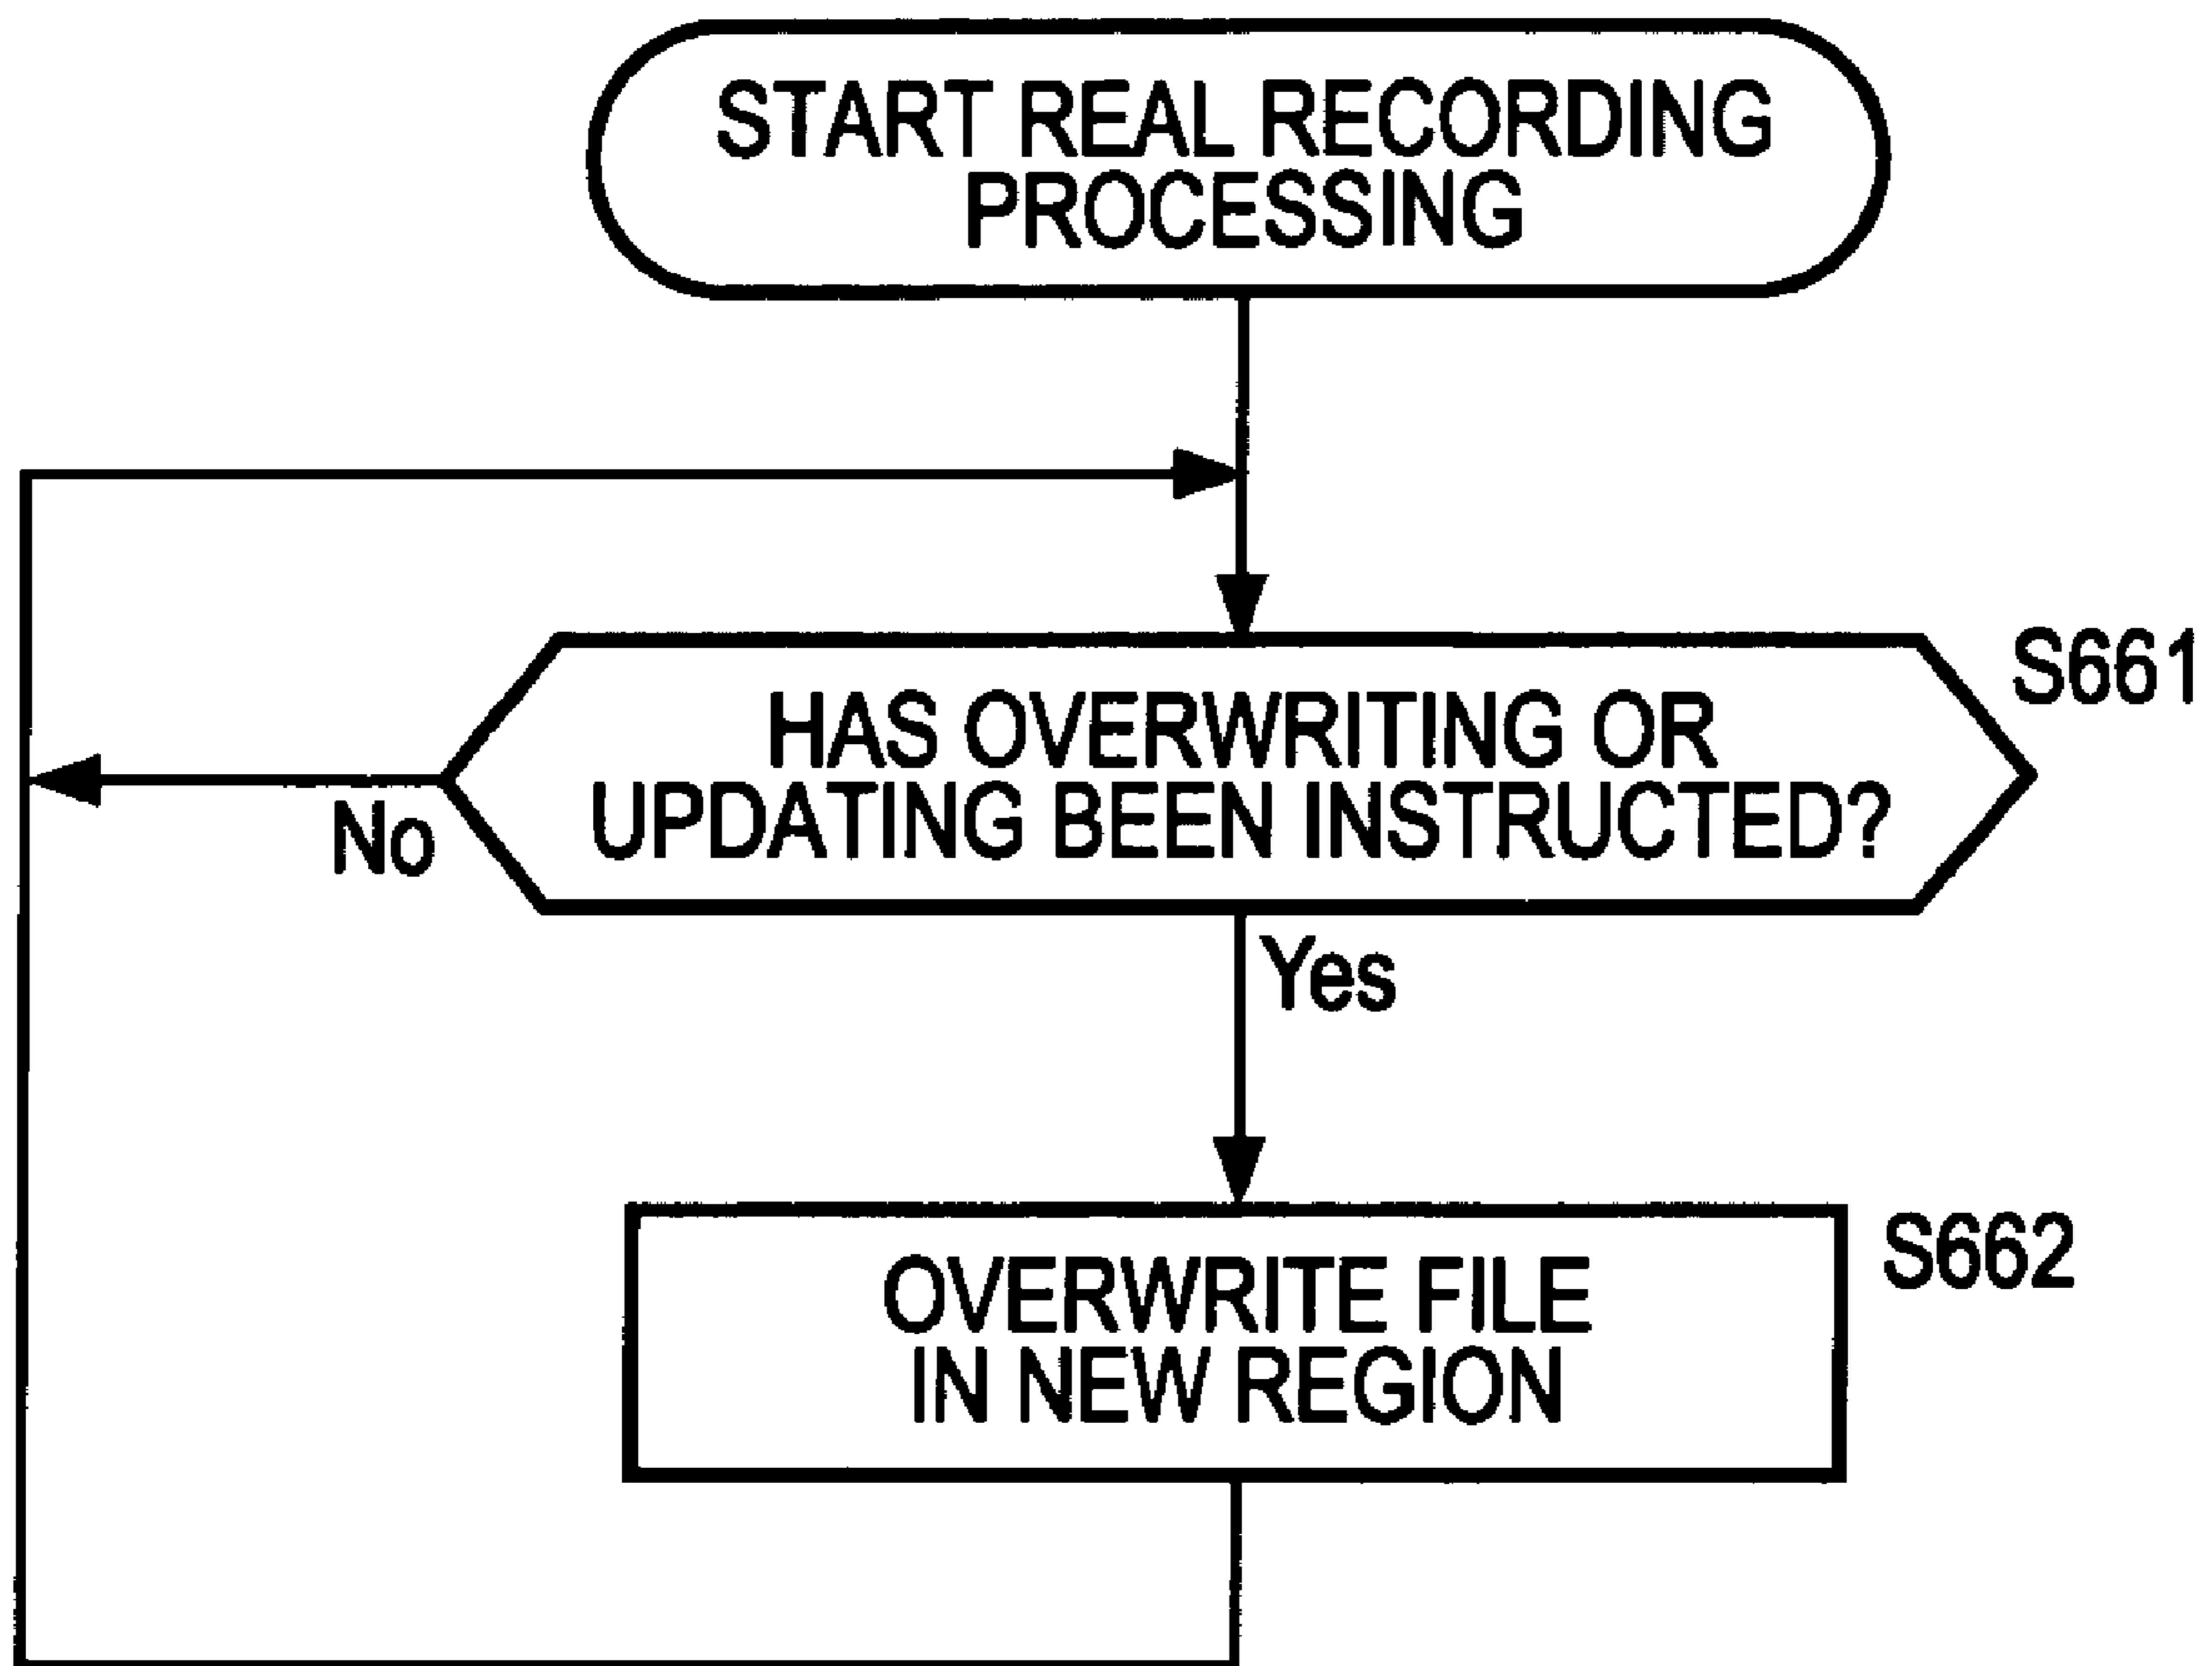 START REAL RECORDING
PROCESSING
S661
HAS OVERWRITING OR
UPDATING BEEN INSTRUCTED?
No
Yes
S662
OVERWRITE FILE
IN NEW REGION